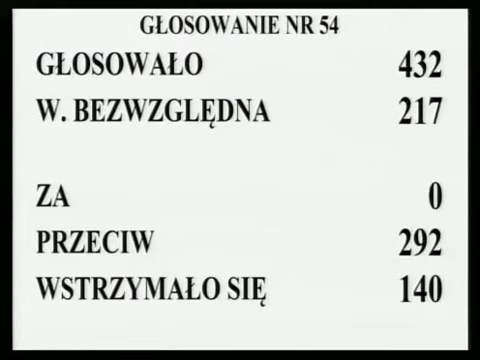 GŁOSOWANIE NR 54
GŁOSOWAŁO 432
W. BEZWZGLĘDNA 217
ZA 0
PRZECIW 292
WSTRZYMAŁO SIĘ 140